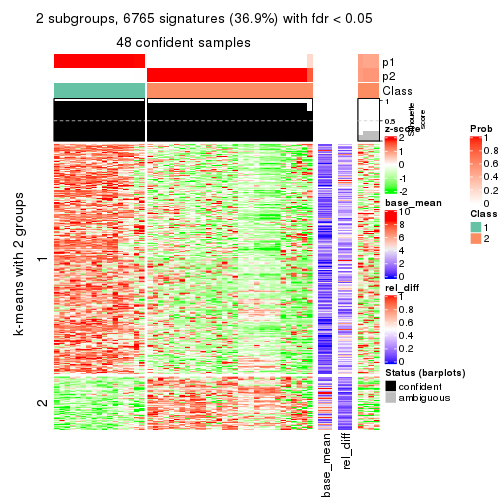 2 subgroups, 6765 signatures (36.9%) with fdr < 0.05
48 confident samples
p1
p2
Class
1
0.5
0
Silhouette
score
k-means with 2 groups
1
2
base_mean
rel_diff
z-score
2
1
0
-1
-2
base_mean
10
8
6
4
2
0
rel_diff
1
0.8
0.6
0.4
0.2
0
Status (barplots)
confident
ambiguous
Prob
1
0.8
0.6
0.4
0.2
0
Class
1
2